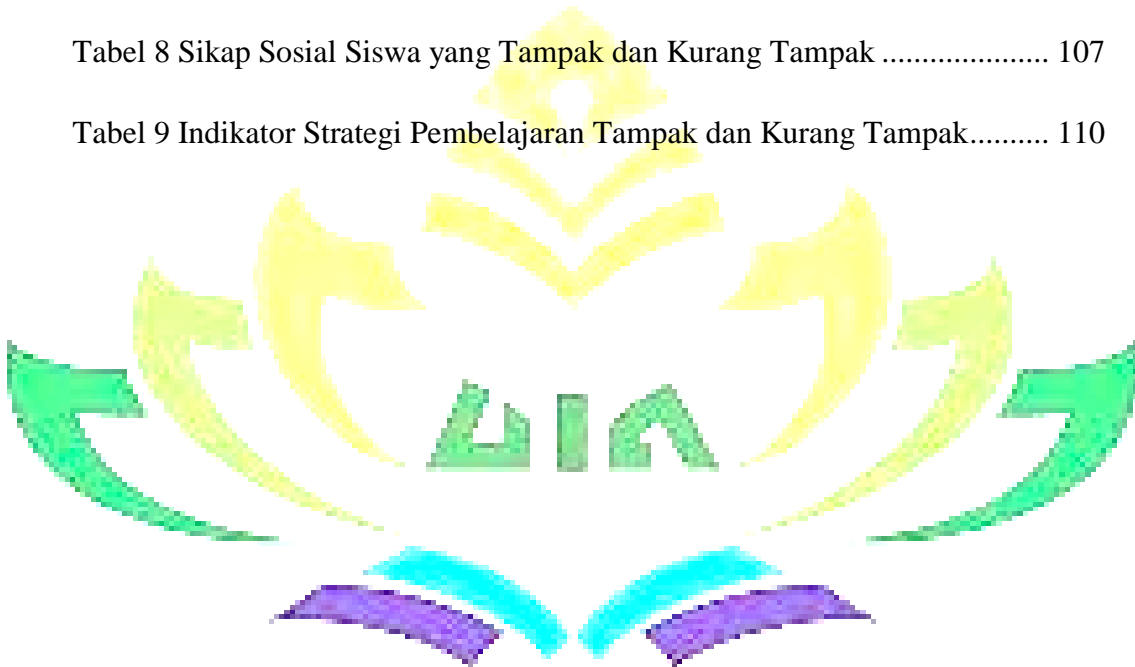 Tabel 8 Sikap Sosial Siswa yang Tampak dan Kurang Tampak ..................... 107
Tabel 9 Indikator Strategi Pembelajaran Tampak dan Kurang Tampak.......... 110
UIN